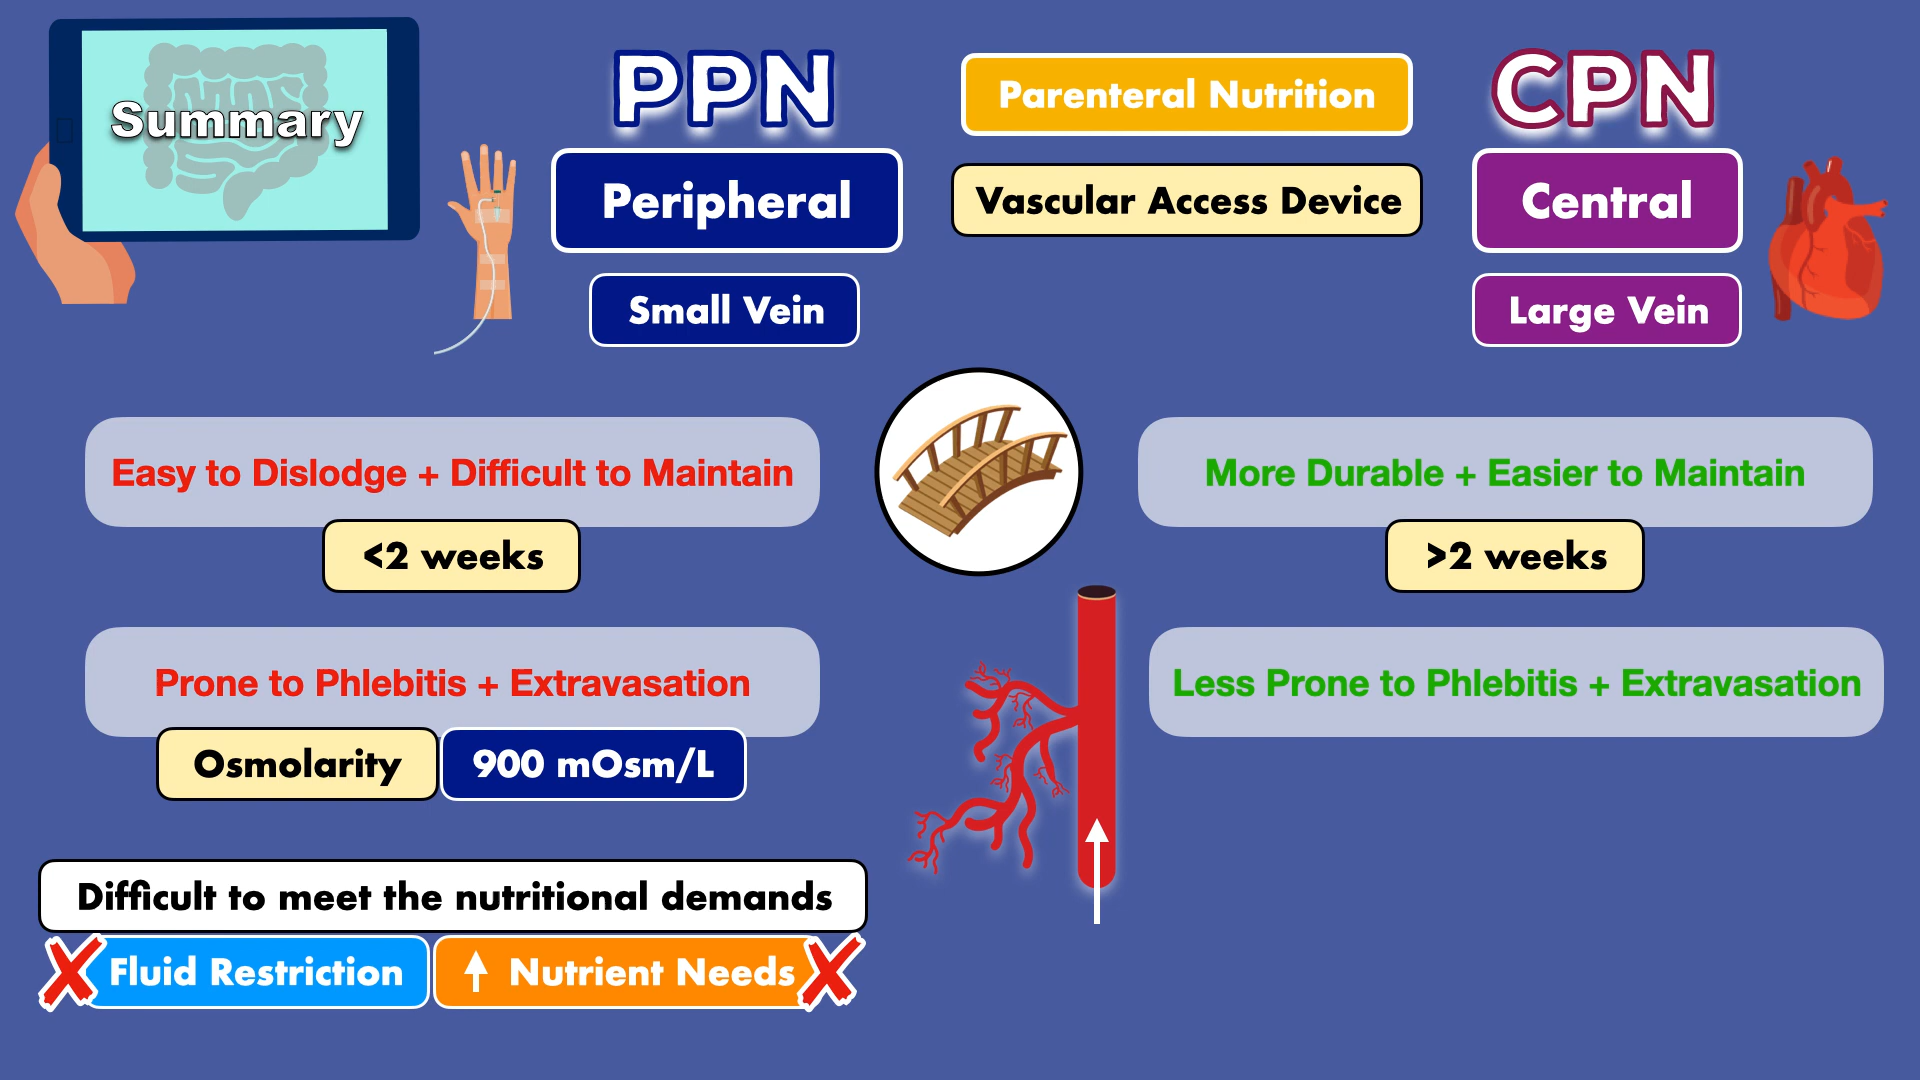 Summary
PPN
Parenteral Nutrition
CPN
Peripheral
Vascular Access Device
Central
Small Vein
Large Vein
Easy to Dislodge + Difficult to Maintain
<2 weeks
More Durable + Easier to Maintain
>2 weeks
Prone to Phlebitis + Extravasation
Osmolarity
900 mOsm/L
Less Prone to Phlebitis + Extravasation
Difficult to meet the nutritional demands
Fluid Restriction
Nutrient Needs